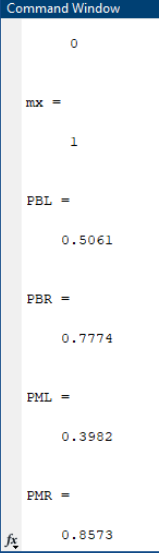 Command Window
0
mx =
1
PBL =
0.5061
PBR =
0.7774
PML =
0.3982
PMR =
fx 0.8573